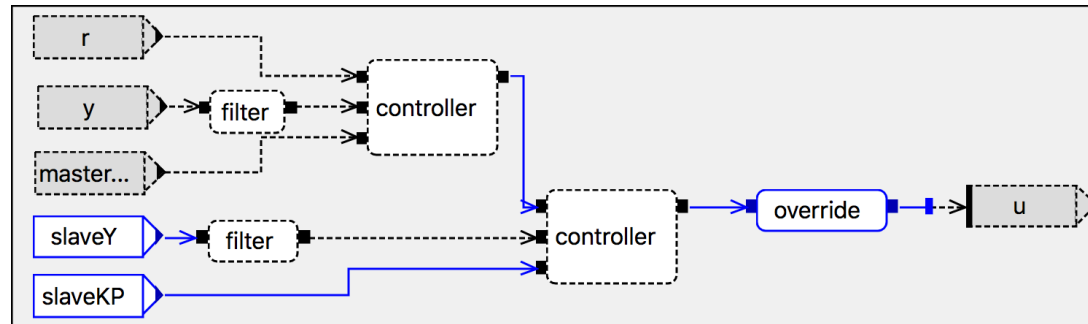 r
y
filter
controller
master...
slaveY
filter
controller
override
u
slaveKP